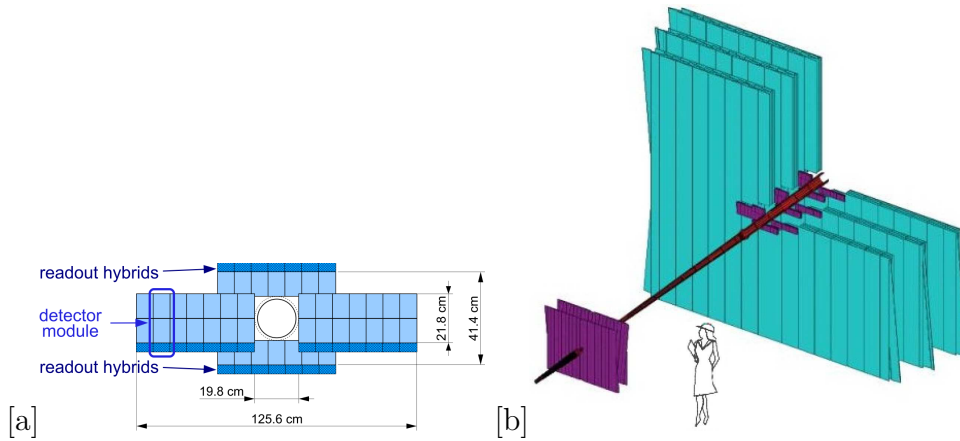 readout hybrids
detector
module
readout hybrids
21.8 cm
41.4 cm
19.8 cm
125.6 cm
[a]
[b]